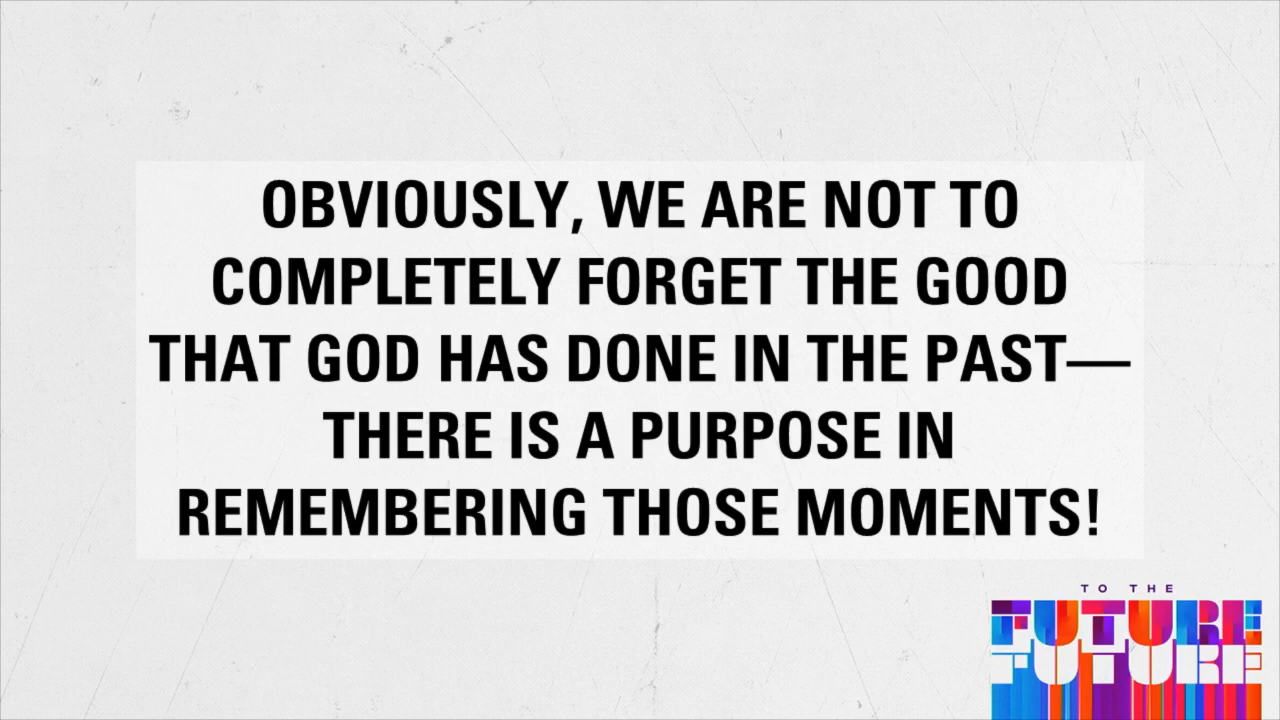 OBVIOUSLY, WE ARE NOT TO
COMPLETELY FORGET THE GOOD
THAT GOD HAS DONE IN THE PAST—
THERE IS A PURPOSE IN
REMEMBERING THOSE MOMENTS!
TO THE
FUTURE
FUTURE